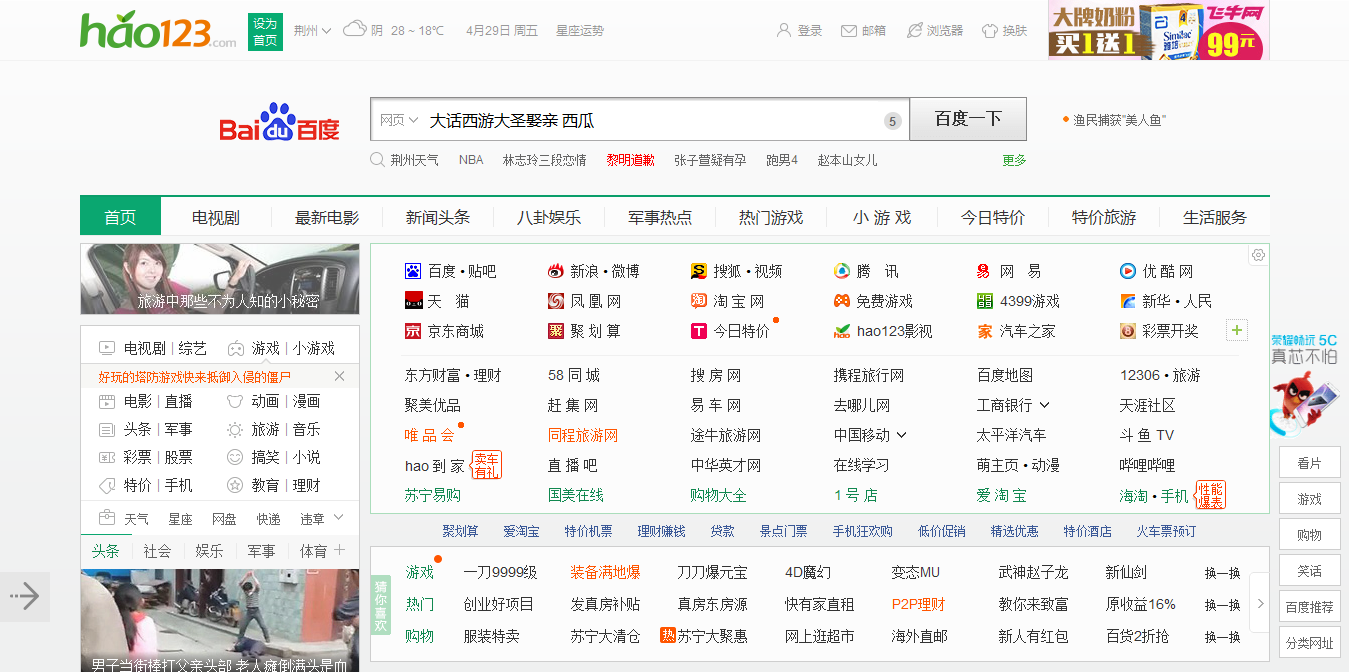 hao123.com 设为首页 荆州 阴 28 ~ 18℃ 4月29日 周五 星座运势 登录 邮箱 浏览器 换肤
大牌奶粉 买1送1 Similac 雅培 飞牛网 99元
Baidu百度 网页 大话西游大圣娶亲 西瓜 5 百度一下 渔民捕获"美人鱼"
荆州天气 NBA 林志玲三段恋情 黎明道歉 张子萱疑有孕 跑男4 赵本山女儿 更多
首页 电视剧 最新电影 新闻头条 八卦娱乐 军事热点 热门游戏 小 游 戏 今日特价 特价旅游 生活服务
旅游中那些不为人知的小秘密
电视剧 | 综艺 游戏 | 小游戏
好玩的塔防游戏快来抵御入侵的僵尸
电影 | 直播 动画 | 漫画
头条 | 军事 旅游 | 音乐
彩票 | 股票 搞笑 | 小说
特价 | 手机 教育 | 理财
天气 星座 网盘 快递 违章
头条 社会 娱乐 军事 体育
男子当街棒打父亲头部 老人瘫倒满头是血
百度 • 贴吧 新浪 • 微博 搜狐 • 视频 腾 讯 网 易 优 酷 网
天 猫 凤 凰 网 淘 宝 网 免费游戏 4399游戏 新华 • 人民
京东商城 聚 划 算 今日特价 hao123影视 汽车之家 彩票开奖
东方财富 • 理财 58 同 城 搜 房 网 携程旅行网 百度地图 12306 • 旅游
聚美优品 赶 集 网 易 车 网 去哪儿网 工商银行 天涯社区
唯 品 会 同程旅游网 途牛旅游网 中国移动 太平洋汽车 斗 鱼 TV
hao 到 家 卖车有礼 直 播 吧 中华英才网 在线学习 萌主页 • 动漫 哔哩哔哩
苏宁易购 国美在线 购物大全 1 号 店 爱 淘 宝 海淘 • 手机 性能爆表
聚划算 爱淘宝 特价机票 理财赚钱 贷款 景点门票 手机狂欢购 低价促销 精选优惠 特价酒店 火车票预订
猜你喜欢
游戏 一刀9999级 装备满地爆 刀刀爆元宝 4D魔幻 变态MU 武神赵子龙 新仙剑 换一换
热门 创业好项目 发真房补贴 真房东房源 快有家直租 P2P理财 教你来致富 原收益16% 换一换
购物 服装特卖 苏宁大清仓 热 苏宁大聚惠 网上逛超市 海外直邮 新人有红包 百货2折抢 换一换
荣耀畅玩 5C
真芯不怕
看片
游戏
购物
笑话
百度推荐
分类网址